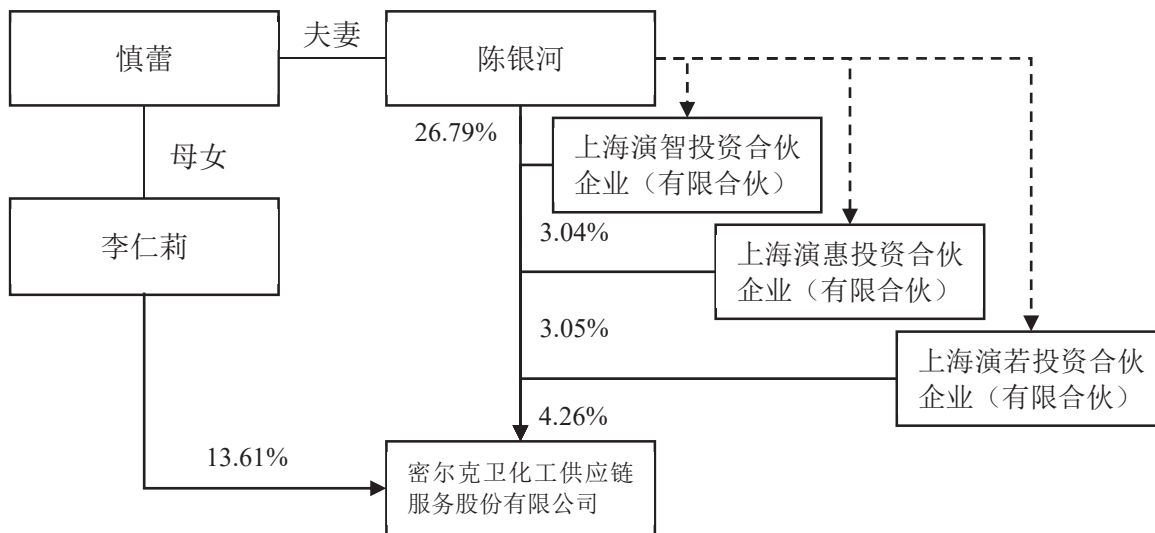 夫妻
慎蕾
陈银河
26.79%
上海演智投资合伙
企业（有限合伙）
母女
3.04%
李仁莉
上海演惠投资合伙
企业（有限合伙）
3.05%
上海演若投资合伙
企业（有限合伙）
4.26%
13.61%
密尔克卫化工供应链
服务股份有限公司